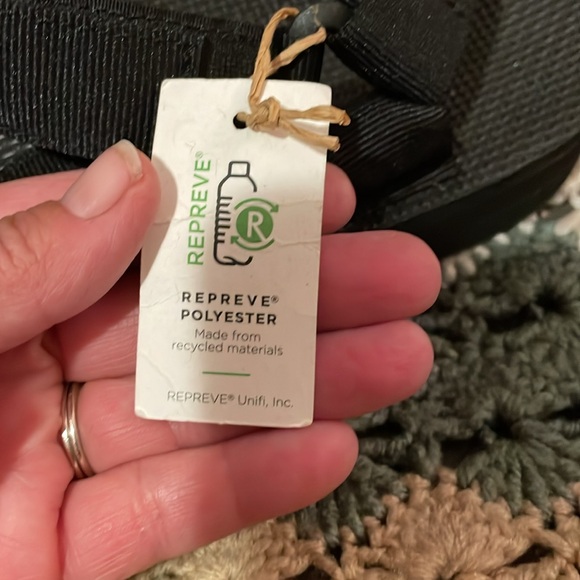 REPREVE®
R
REPREVE®
POLYESTER
Made from
recycled materials
REPREVE® Unifi, Inc.